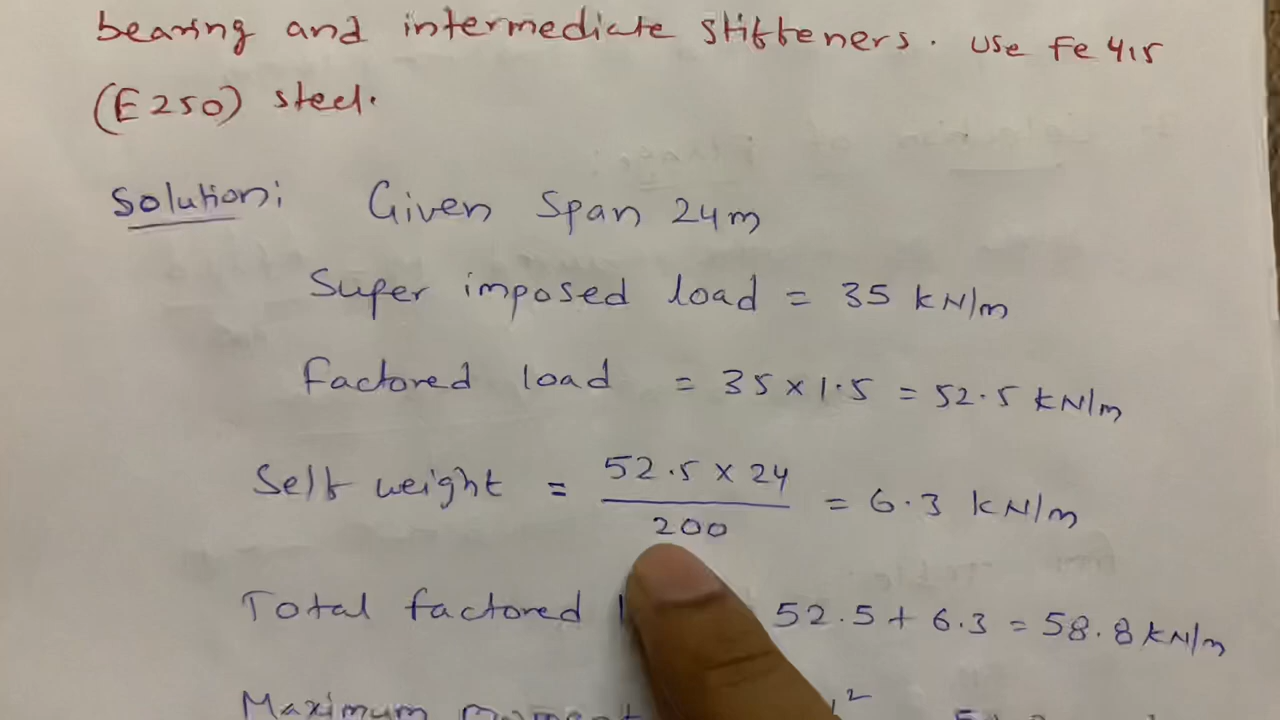 bearing and intermediate stiffeners. Use Fe 415
(E250) steel.
Solution: Given Span 24m
Super imposed load = 35 kN/m
Factored load = 35 × 1.5 = 52.5 kN/m
Self weight = 52.5 × 24 / 200 = 6.3 kN/m
Total factored 52.5 + 6.3 = 58.8 kN/m
Maximum moment